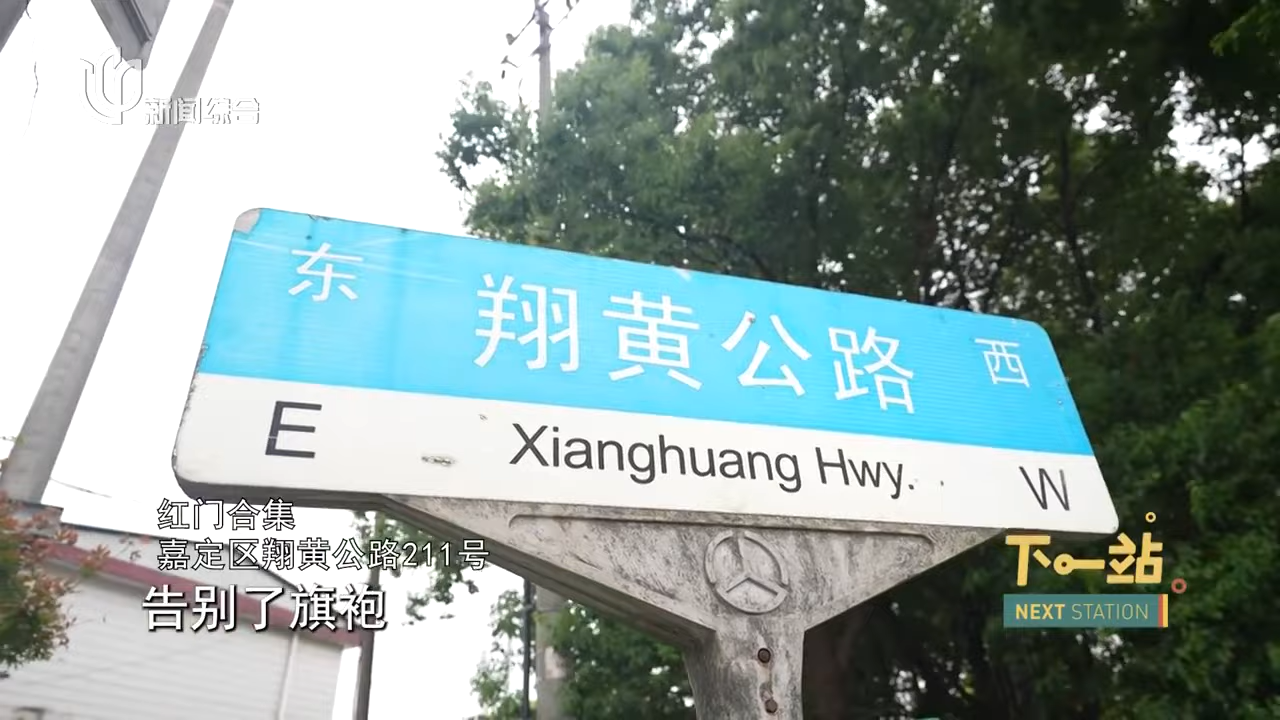 新闻综合
东 翔黄公路 西
E Xianghuang Hwy. W
红门合集
嘉定区翔黄公路211号
告别了旗袍
下一站
NEXT STATION